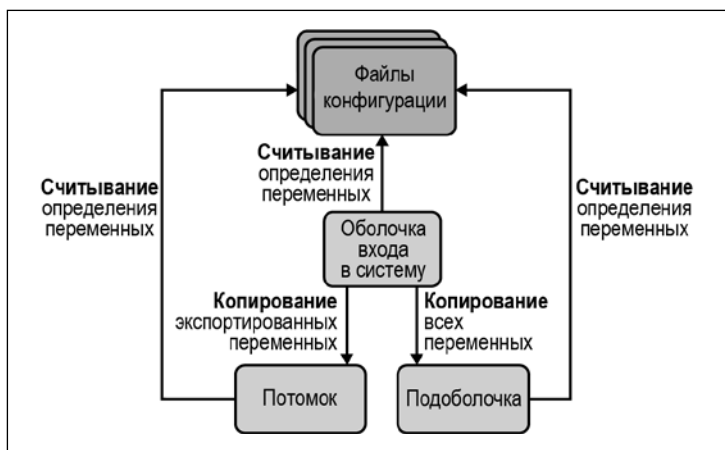 Файлы
конфигурации
Считывание
определения
переменных
Считывание
определения
переменных
Считывание
определения
переменных
Оболочка
входа
в систему
Копирование
экспортированных
переменных
Копирование
всех
переменных
Потомок
Подоболочка